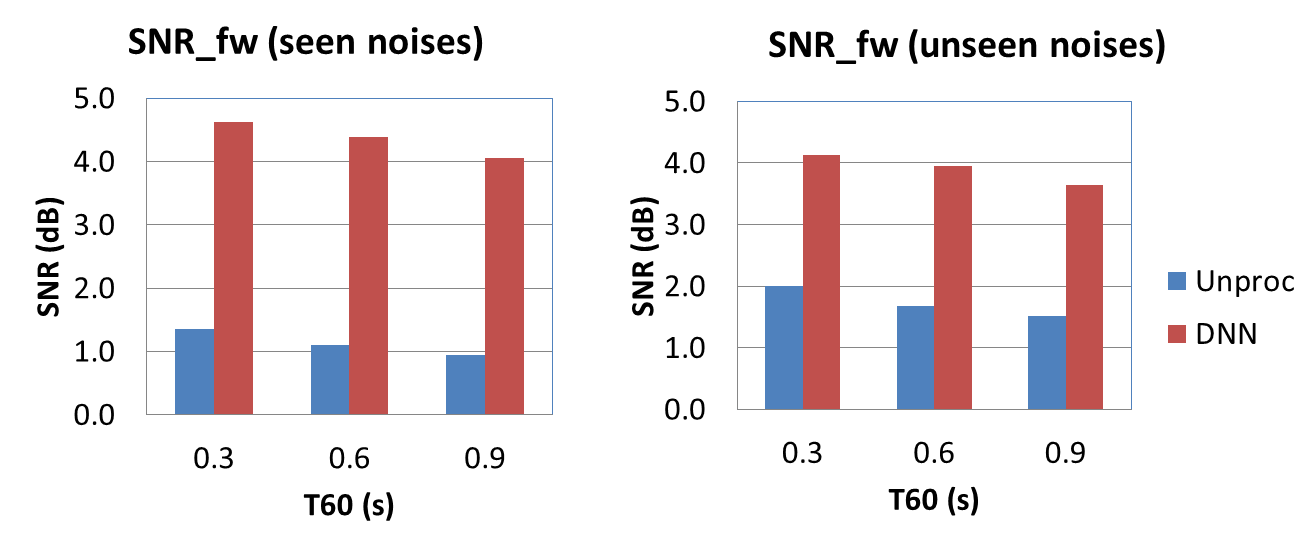 SNR_fw (seen noises)
5.0
4.0
3.0
2.0
1.0
0.0
SNR (dB)
0.3 0.6 0.9
T60 (s)
SNR_fw (unseen noises)
5.0
4.0
3.0
2.0
1.0
0.0
SNR (dB)
0.3 0.6 0.9
T60 (s)
Unproc
DNN